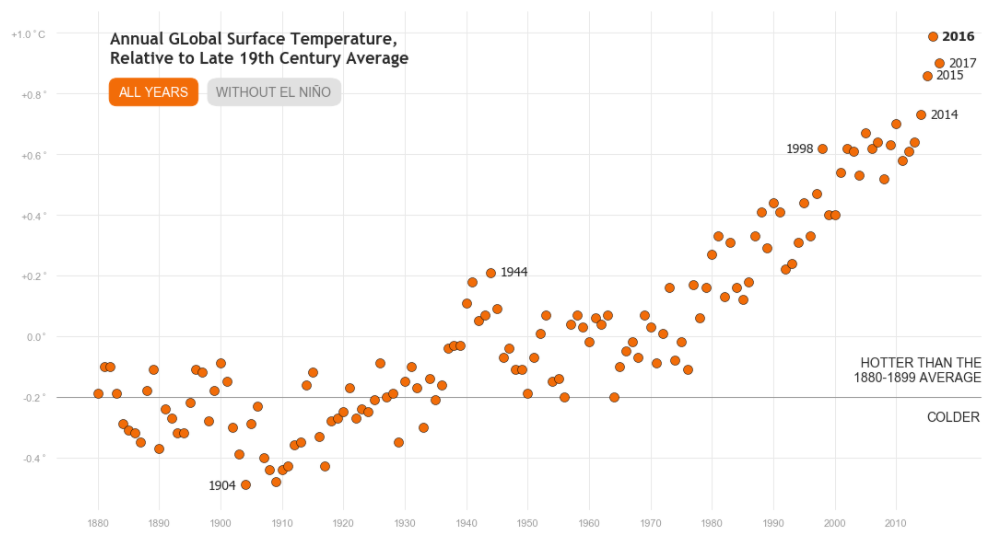 +1.0°C
Annual GLobal Surface Temperature,
Relative to Late 19th Century Average
ALL YEARS
WITHOUT EL NIÑO
2016
2017
2015
+0.8°
2014
1998
+0.6°
+0.4°
+0.2°
1944
0.0°
HOTTER THAN THE
1880-1899 AVERAGE
-0.2°
COLDER
-0.4°
1904
1880 1890 1900 1910 1920 1930 1940 1950 1960 1970 1980 1990 2000 2010